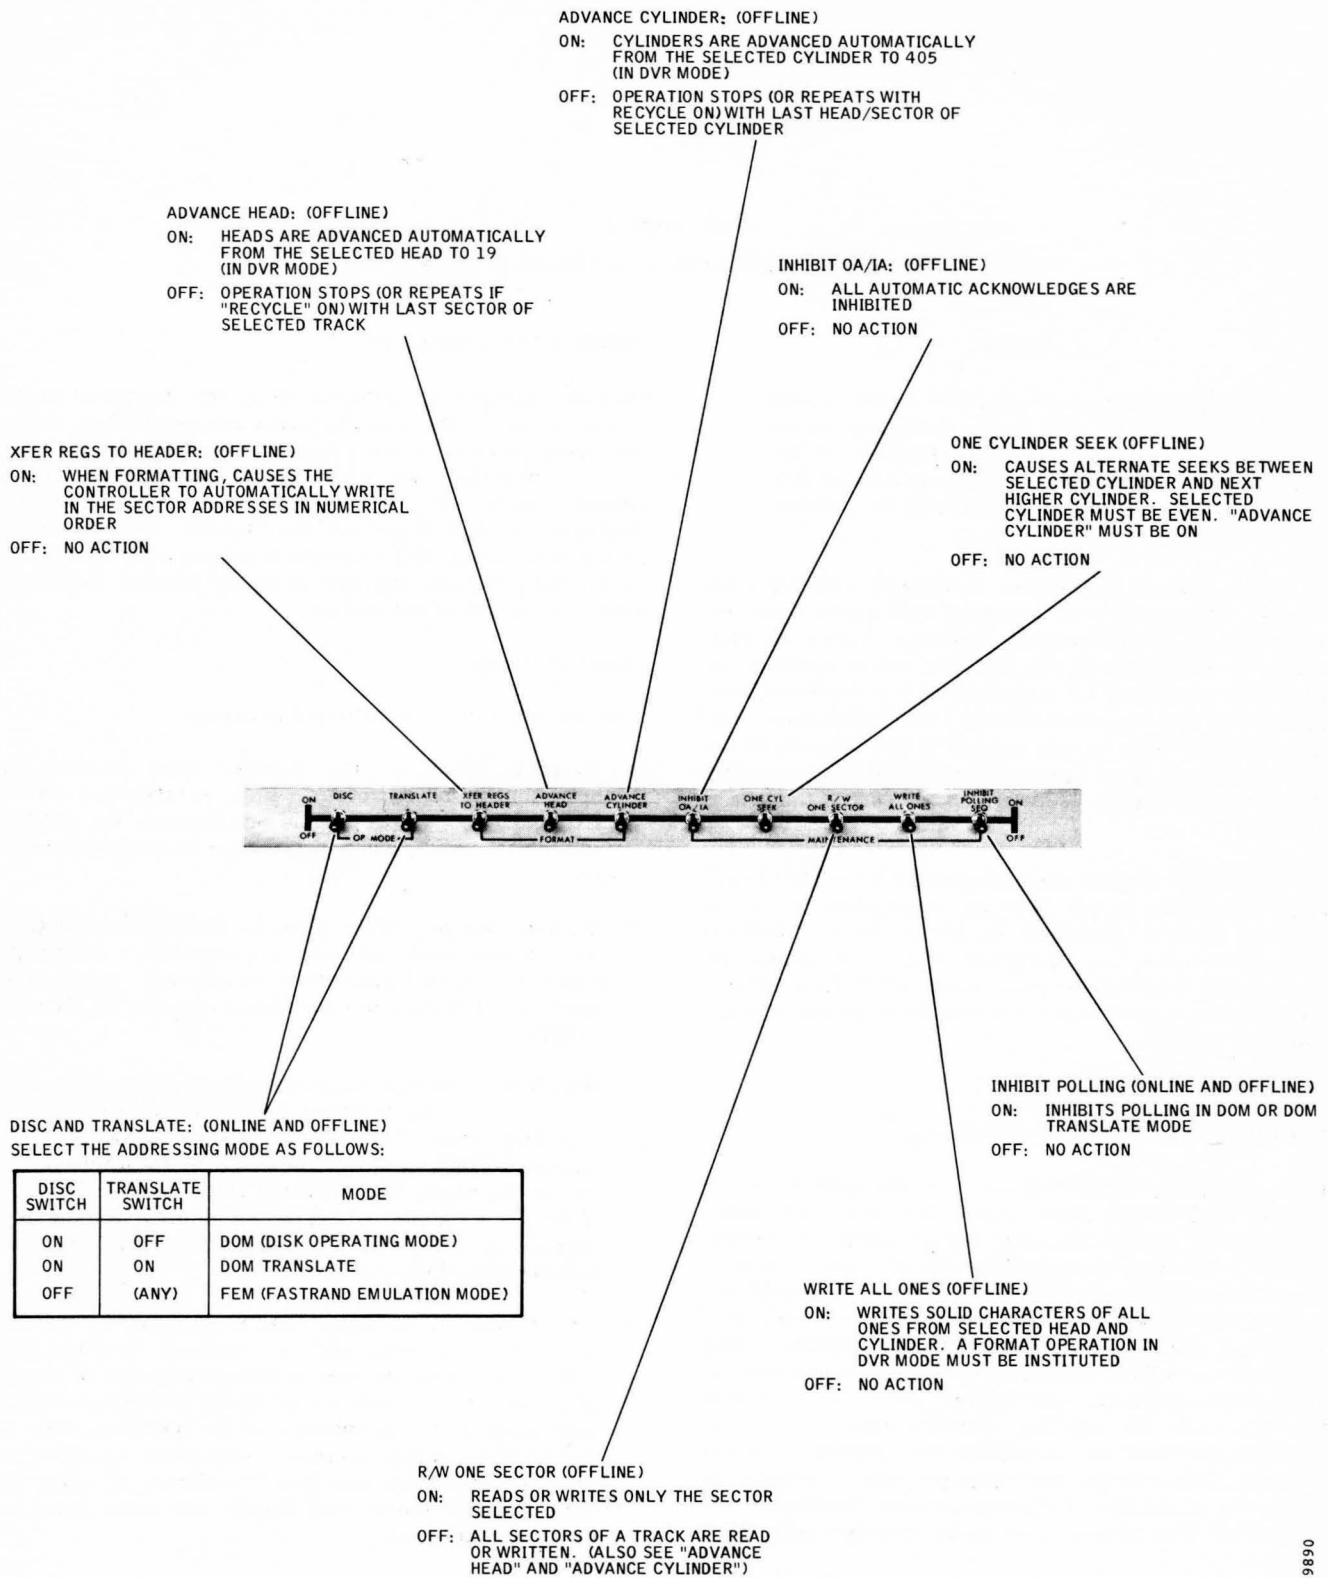 ADVANCE CYLINDER: (OFFLINE)
ON: CYLINDERS ARE ADVANCED AUTOMATICALLY
FROM THE SELECTED CYLINDER TO 405
(IN DVR MODE)
OFF: OPERATION STOPS (OR REPEATS WITH
RECYCLE ON) WITH LAST HEAD/SECTOR OF
SELECTED CYLINDER
ADVANCE HEAD: (OFFLINE)
ON: HEADS ARE ADVANCED AUTOMATICALLY
FROM THE SELECTED HEAD TO 19
(IN DVR MODE)
OFF: OPERATION STOPS (OR REPEATS IF
"RECYCLE" ON) WITH LAST SECTOR OF
SELECTED TRACK
INHIBIT OA/IA: (OFFLINE)
ON: ALL AUTOMATIC ACKNOWLEDGES ARE
INHIBITED
OFF: NO ACTION
XFER REGS TO HEADER: (OFFLINE)
ON: WHEN FORMATTING, CAUSES THE
CONTROLLER TO AUTOMATICALLY WRITE
IN THE SECTOR ADDRESSES IN NUMERICAL
ORDER
OFF: NO ACTION
ONE CYLINDER SEEK (OFFLINE)
ON: CAUSES ALTERNATE SEEKS BETWEEN
SELECTED CYLINDER AND NEXT
HIGHER CYLINDER. SELECTED
CYLINDER MUST BE EVEN. "ADVANCE
CYLINDER" MUST BE ON
OFF: NO ACTION
ON DISC TRANSLATE XFER REGS TO HEADER ADVANCE HEAD ADVANCE CYLINDER INHIBIT OA/IA ONE CYL SEEK R/W ONE SECTOR WRITE ALL ONES INHIBIT POLLING SEQ ON
OFF OP MODE FORMAT MAINTENANCE OFF
DISC AND TRANSLATE: (ONLINE AND OFFLINE)
SELECT THE ADDRESSING MODE AS FOLLOWS:
DISC SWITCH TRANSLATE SWITCH MODE
ON OFF DOM (DISK OPERATING MODE)
ON ON DOM TRANSLATE
OFF (ANY) FEM (FASTRAND EMULATION MODE)
INHIBIT POLLING (ONLINE AND OFFLINE)
ON: INHIBITS POLLING IN DOM OR DOM
TRANSLATE MODE
OFF: NO ACTION
WRITE ALL ONES (OFFLINE)
ON: WRITES SOLID CHARACTERS OF ALL
ONES FROM SELECTED HEAD AND
CYLINDER. A FORMAT OPERATION IN
DVR MODE MUST BE INSTITUTED
OFF: NO ACTION
R/W ONE SECTOR (OFFLINE)
ON: READS OR WRITES ONLY THE SECTOR
SELECTED
OFF: ALL SECTORS OF A TRACK ARE READ
OR WRITTEN. (ALSO SEE "ADVANCE
HEAD" AND "ADVANCE CYLINDER")
9890